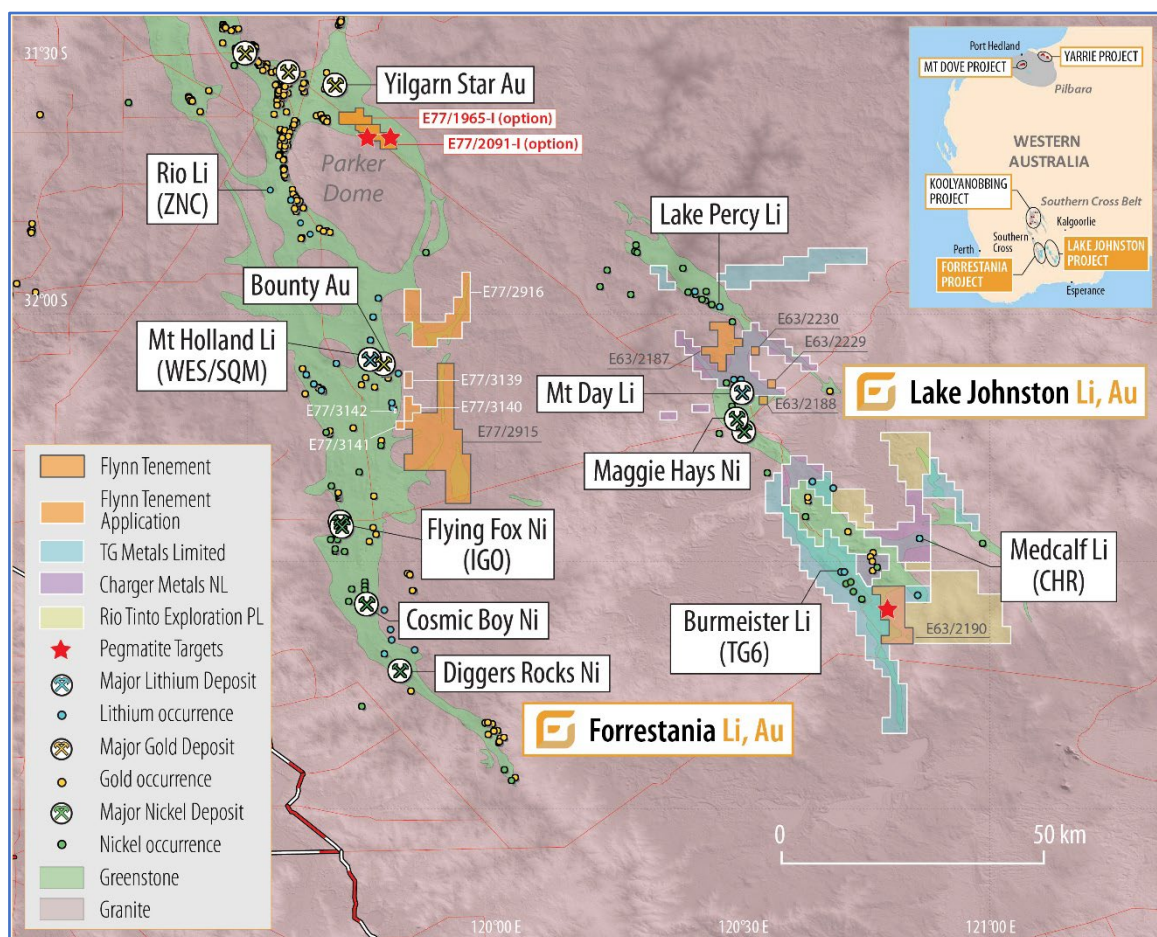 31°30 S
Yilgarn Star Au
E77/1965-I (option)
E77/2091-I (option)
Parker
Dome
Rio Li
(ZNC)
Lake Percy Li
Bounty Au
32°00 S
E77/2916
Mt Holland Li
(WES/SQM)
E63/2230
E63/2229
E63/2187
E77/3139
Mt Day Li
E63/2188
Lake Johnston Li, Au
E77/3142
E77/3140
E77/3141
E77/2915
Maggie Hays Ni
Flying Fox Ni
(IGO)
Medcalf Li
(CHR)
Cosmic Boy Ni
Burmeister Li
(TG6)
E63/2190
Diggers Rocks Ni
Forrestania Li, Au
0
50 km
120°00 E
120°30 E
121°00 E
Flynn Tenement
Flynn Tenement
Application
TG Metals Limited
Charger Metals NL
Rio Tinto Exploration PL
Pegmatite Targets
Major Lithium Deposit
Lithium occurrence
Major Gold Deposit
Gold occurrence
Major Nickel Deposit
Nickel occurrence
Greenstone
Granite
Port Hedland
YARRIE PROJECT
MT DOVE PROJECT
Pilbara
WESTERN
AUSTRALIA
KOOLYANOBBING
PROJECT
Southern Cross Belt
Kalgoorlie
Southern
Cross
Perth
LAKE JOHNSTON
PROJECT
FORRESTANIA
PROJECT
Esperance